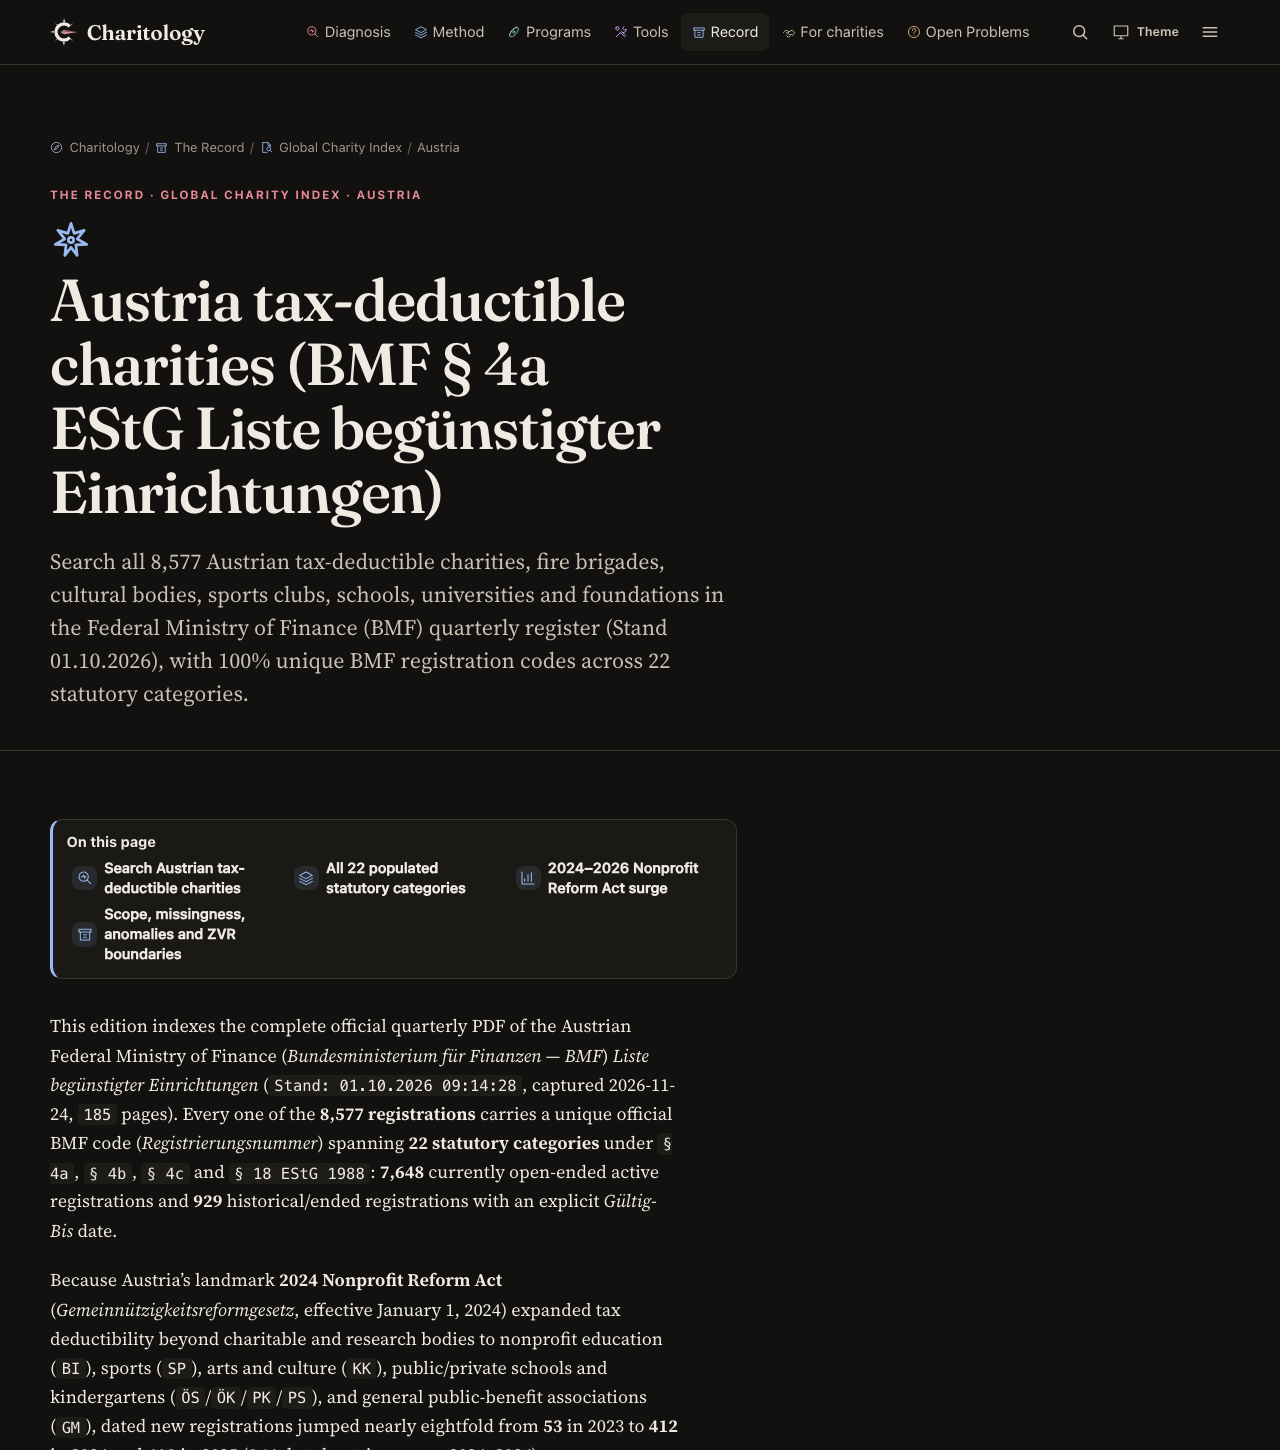 Charitology
Diagnosis Method Programs Tools Record For charities Open Problems Theme
Charitology / The Record / Global Charity Index / Austria
THE RECORD · GLOBAL CHARITY INDEX · AUSTRIA
Austria tax-deductible
charities (BMF § 4a
EStG Liste begünstigter
Einrichtungen)
Search all 8,577 Austrian tax-deductible charities, fire brigades,
cultural bodies, sports clubs, schools, universities and foundations in
the Federal Ministry of Finance (BMF) quarterly register (Stand
01.10.2026), with 100% unique BMF registration codes across 22
statutory categories.
On this page
Search Austrian tax-
deductible charities
All 22 populated
statutory categories
2024–2026 Nonprofit
Reform Act surge
Scope, missingness,
anomalies and ZVR
boundaries
This edition indexes the complete official quarterly PDF of the Austrian
Federal Ministry of Finance (Bundesministerium für Finanzen — BMF) Liste
begünstigter Einrichtungen ( Stand: 01.10.2026 09:14:28 , captured 2026-11-
24, 185 pages). Every one of the 8,577 registrations carries a unique official
BMF code (Registrierungsnummer) spanning 22 statutory categories under §
4a , § 4b , § 4c and § 18 EStG 1988 : 7,648 currently open-ended active
registrations and 929 historical/ended registrations with an explicit Gültig-
Bis date.
Because Austria’s landmark 2024 Nonprofit Reform Act
(Gemeinnützigkeitsreformgesetz, effective January 1, 2024) expanded tax
deductibility beyond charitable and research bodies to nonprofit education
( BI ), sports ( SP ), arts and culture ( KK ), public/private schools and
kindergartens ( ÖS / ÖK / PK / PS ), and general public-benefit associations
( GM ), dated new registrations jumped nearly eightfold from 53 in 2023 to 412